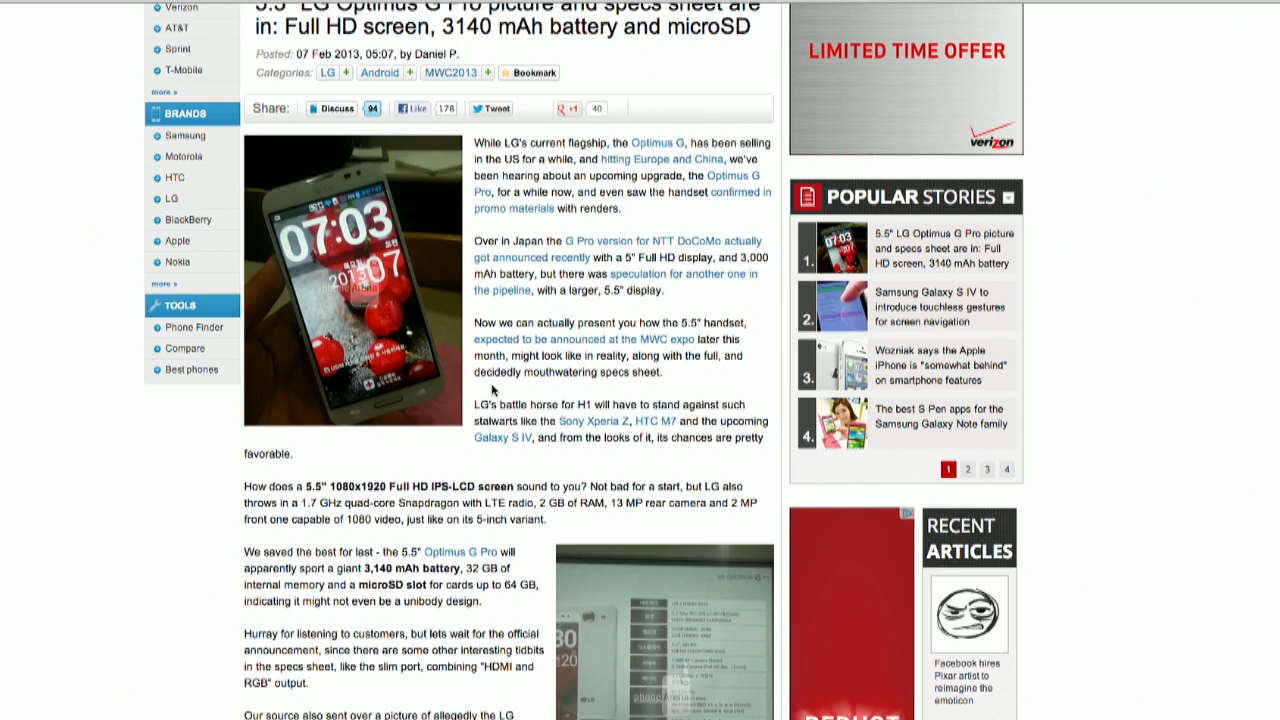 Verizon
AT&T
Sprint
T-Mobile
more »
BRANDS
Samsung
Motorola
HTC
LG
BlackBerry
Apple
Nokia
more »
TOOLS
Phone Finder
Compare
Best phones
5.5" LG Optimus G Pro picture and specs sheet are
in: Full HD screen, 3140 mAh battery and microSD
Posted: 07 Feb 2013, 05:07, by Daniel P.
Categories: LG + Android + MWC2013 + Bookmark
Share: Discuss 94 Like 178 Tweet +1 40
07:03
2013 07
While LG's current flagship, the Optimus G, has been selling
in the US for a while, and hitting Europe and China, we've
been hearing about an upcoming upgrade, the Optimus G
Pro, for a while now, and even saw the handset confirmed in
promo materials with renders.
Over in Japan the G Pro version for NTT DoCoMo actually
got announced recently with a 5" Full HD display, and 3,000
mAh battery, but there was speculation for another one in
the pipeline, with a larger, 5.5" display.
Now we can actually present you how the 5.5" handset,
expected to be announced at the MWC expo later this
month, might look like in reality, along with the full, and
decidedly mouthwatering specs sheet.
LG's battle horse for H1 will have to stand against such
stalwarts like the Sony Xperia Z, HTC M7 and the upcoming
Galaxy S IV, and from the looks of it, its chances are pretty
favorable.
How does a 5.5" 1080x1920 Full HD IPS-LCD screen sound to you? Not bad for a start, but LG also
throws in a 1.7 GHz quad-core Snapdragon with LTE radio, 2 GB of RAM, 13 MP rear camera and 2 MP
front one capable of 1080 video, just like on its 5-inch variant.
We saved the best for last - the 5.5" Optimus G Pro will
apparently sport a giant 3,140 mAh battery, 32 GB of
internal memory and a microSD slot for cards up to 64 GB,
indicating it might not even be a unibody design.
Hurray for listening to customers, but lets wait for the official
announcement, since there are some other interesting tidbits
in the specs sheet, like the slim port, combining "HDMI and
RGB" output.
Our source also sent over a picture of allegedly the LG
phoneArena
LIMITED TIME OFFER
verizon
POPULAR STORIES
1.
5.5" LG Optimus G Pro picture
and specs sheet are in: Full
HD screen, 3140 mAh battery
2.
Samsung Galaxy S IV to
introduce touchless gestures
for screen navigation
3.
Wozniak says the Apple
iPhone is "somewhat behind"
on smartphone features
4.
The best S Pen apps for the
Samsung Galaxy Note family
1 2 3 4
RECENT
ARTICLES
Facebook hires
Pixar artist to
reimagine the
emoticon